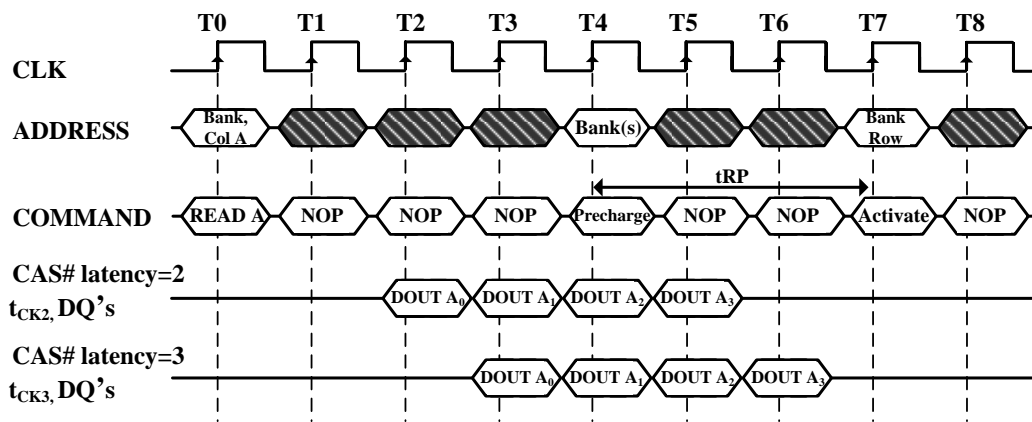 T0 T1 T2 T3 T4 T5 T6 T7 T8
CLK
ADDRESS
Bank,
Col A
Bank(s)
Bank
Row
tRP
COMMAND
READ A NOP NOP NOP Precharge NOP NOP Activate NOP
CAS# latency=2
tCK2, DQ's
DOUT A0 DOUT A1 DOUT A2 DOUT A3
CAS# latency=3
tCK3, DQ's
DOUT A0 DOUT A1 DOUT A2 DOUT A3